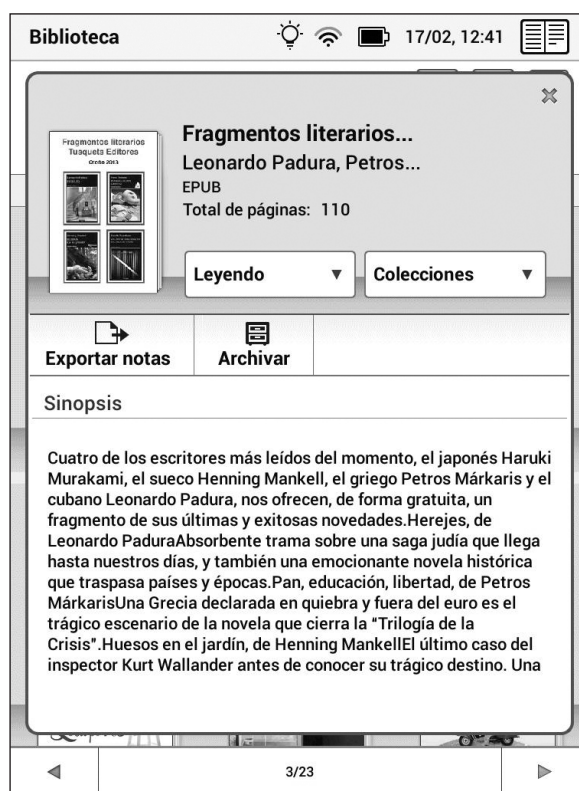 Biblioteca
17/02, 12:41
Fragmentos literarios
Tusquets Editores
Otoño 2013
Fragmentos literarios...
Leonardo Padura, Petros...
EPUB
Total de páginas: 110
Leyendo
Colecciones
Exportar notas
Archivar
Sinopsis
Cuatro de los escritores más leídos del momento, el japonés Haruki
Murakami, el sueco Henning Mankell, el griego Petros Márkaris y el
cubano Leonardo Padura, nos ofrecen, de forma gratuita, un
fragmento de sus últimas y exitosas novedades.Herejes, de
Leonardo PaduraAbsorbente trama sobre una saga judía que llega
hasta nuestros días, y también una emocionante novela histórica
que traspasa países y épocas.Pan, educación, libertad, de Petros
MárkarisUna Grecia declarada en quiebra y fuera del euro es el
trágico escenario de la novela que cierra la "Trilogía de la
Crisis".Huesos en el jardín, de Henning MankellEl último caso del
inspector Kurt Wallander antes de conocer su trágico destino. Una
3/23